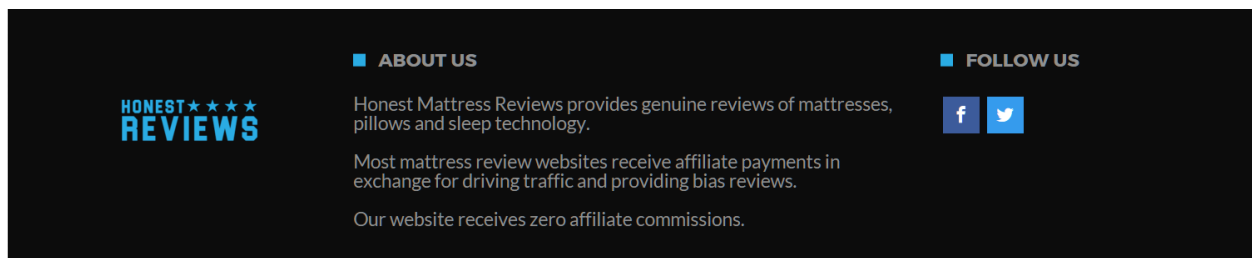 HONEST
REVIEWS
ABOUT US
Honest Mattress Reviews provides genuine reviews of mattresses,
pillows and sleep technology.
Most mattress review websites receive affiliate payments in
exchange for driving traffic and providing bias reviews.
Our website receives zero affiliate commissions.
FOLLOW US
f